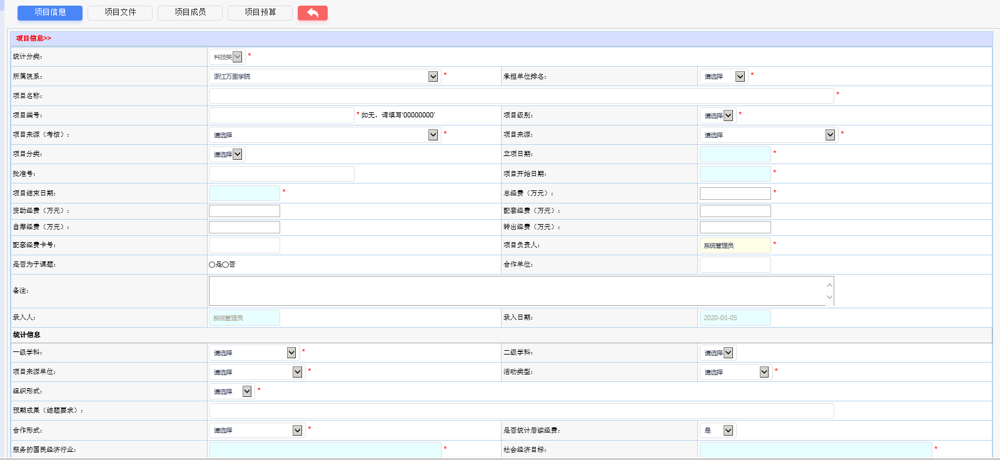 项目信息 项目文件 项目成员 项目预算
项目信息>>
统计分类： 科技类 *
所属院系： 浙江万里学院 * 承担单位排名： 请选择 *
项目名称： *
项目编号： * 如无，请填写'00000000' 项目级别： 请选择 *
项目来源（考核）： 请选择 * 项目来源： 请选择 *
项目分类： 请选择 立项日期： *
批准号： 项目开始日期： *
项目结束日期： * 总经费（万元）： *
资助经费（万元）： 配套经费（万元）：
自筹经费（万元）： 转出经费（万元）：
配套经费卡号： 项目负责人： 系统管理员 *
是否为子课题： 是 否 合作单位：
备注：
录入人： 系统管理员 录入日期： 2020-03-05
统计信息
一级学科： 请选择 * 二级学科： 请选择
项目来源单位： 请选择 * 活动类型： 请选择 *
组织形式： 请选择 *
预期成果（结题要求）：
合作形式： 请选择 * 是否统计后续经费： 是
服务的国民经济行业： * 社会经济目标： *